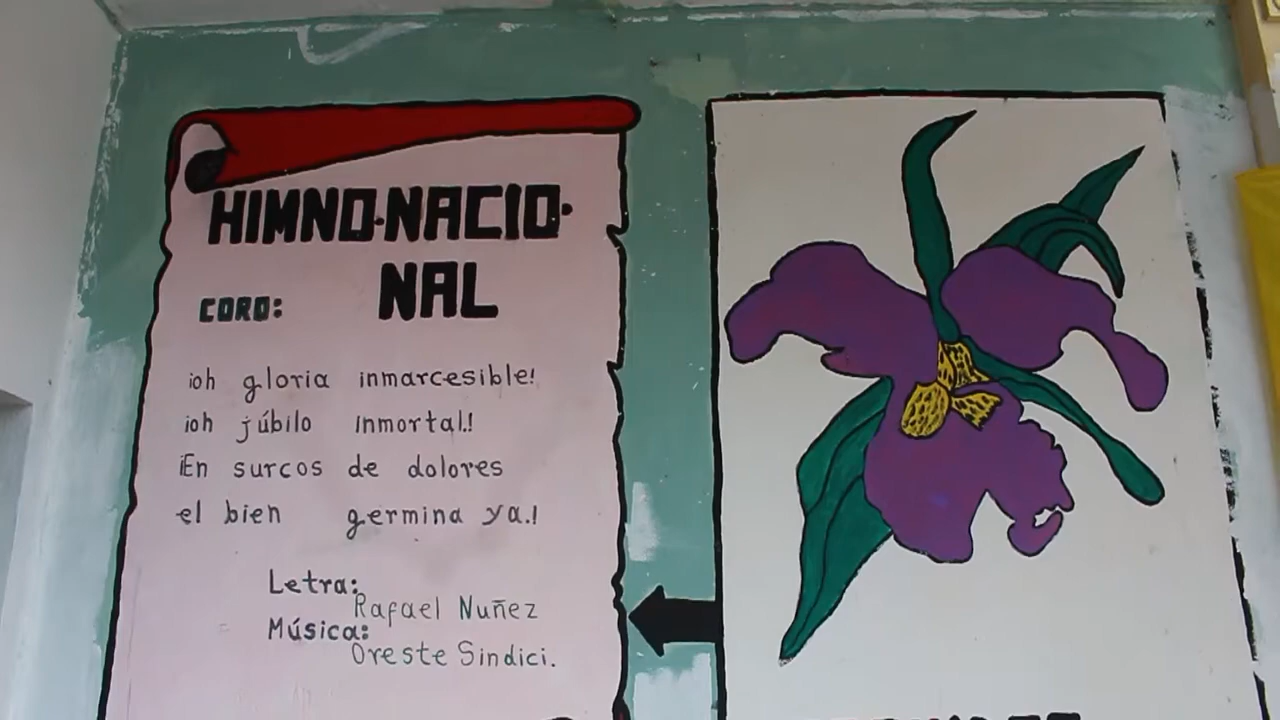 HIMNO·NACIO·
NAL
CORO:
¡oh gloria inmarcesible!
¡oh júbilo inmortal.!
¡En surcos de dolores
el bien germina ya.!
Letra:
Rafael Nuñez
Música:
Oreste Sindici.